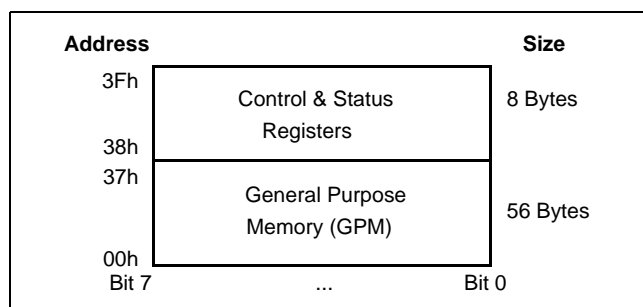 Address Size
3Fh
Control & Status
Registers
8 Bytes
38h
37h
General Purpose
Memory (GPM)
56 Bytes
00h
Bit 7 ... Bit 0